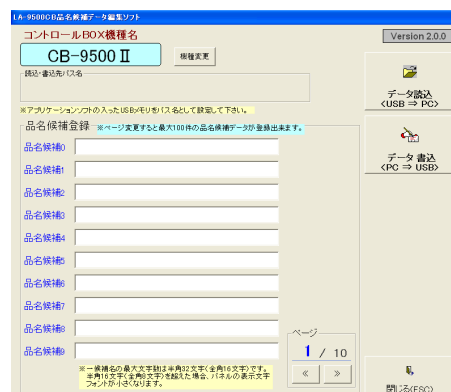 LA-9500CB品名候補データ編集ソフト
コントロールBOX機種名
Version 2.0.0
CB-9500Ⅱ
機種変更
読込・書込先パス名
データ読込
(USB ⇒ PC)
※アプリケーションソフトの入ったUSBメモリをパス名として設定して下さい。
品名候補登録
※ページ変更すると最大100件の品名候補データが登録出来ます。
データ 書込
(PC ⇒ USB)
品名候補0
品名候補1
品名候補2
品名候補3
品名候補4
品名候補5
品名候補6
品名候補7
品名候補8
品名候補9
ページ
1 / 10
« »
※一候補名の最大文字数は半角32文字(全角16文字)です。
半角16文字(全角8文字)を超えた場合、パネルの表示文字
フォントが小さくなります。
閉じる(ESC)